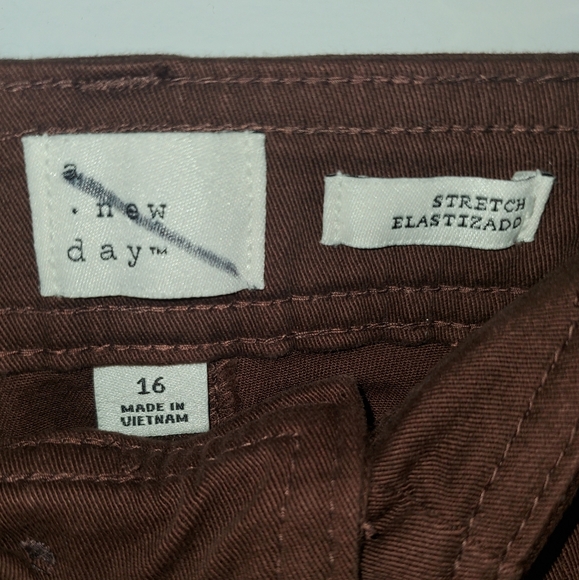 a
. new
day™
STRETCH
ELASTIZADO
16
MADE IN
VIETNAM